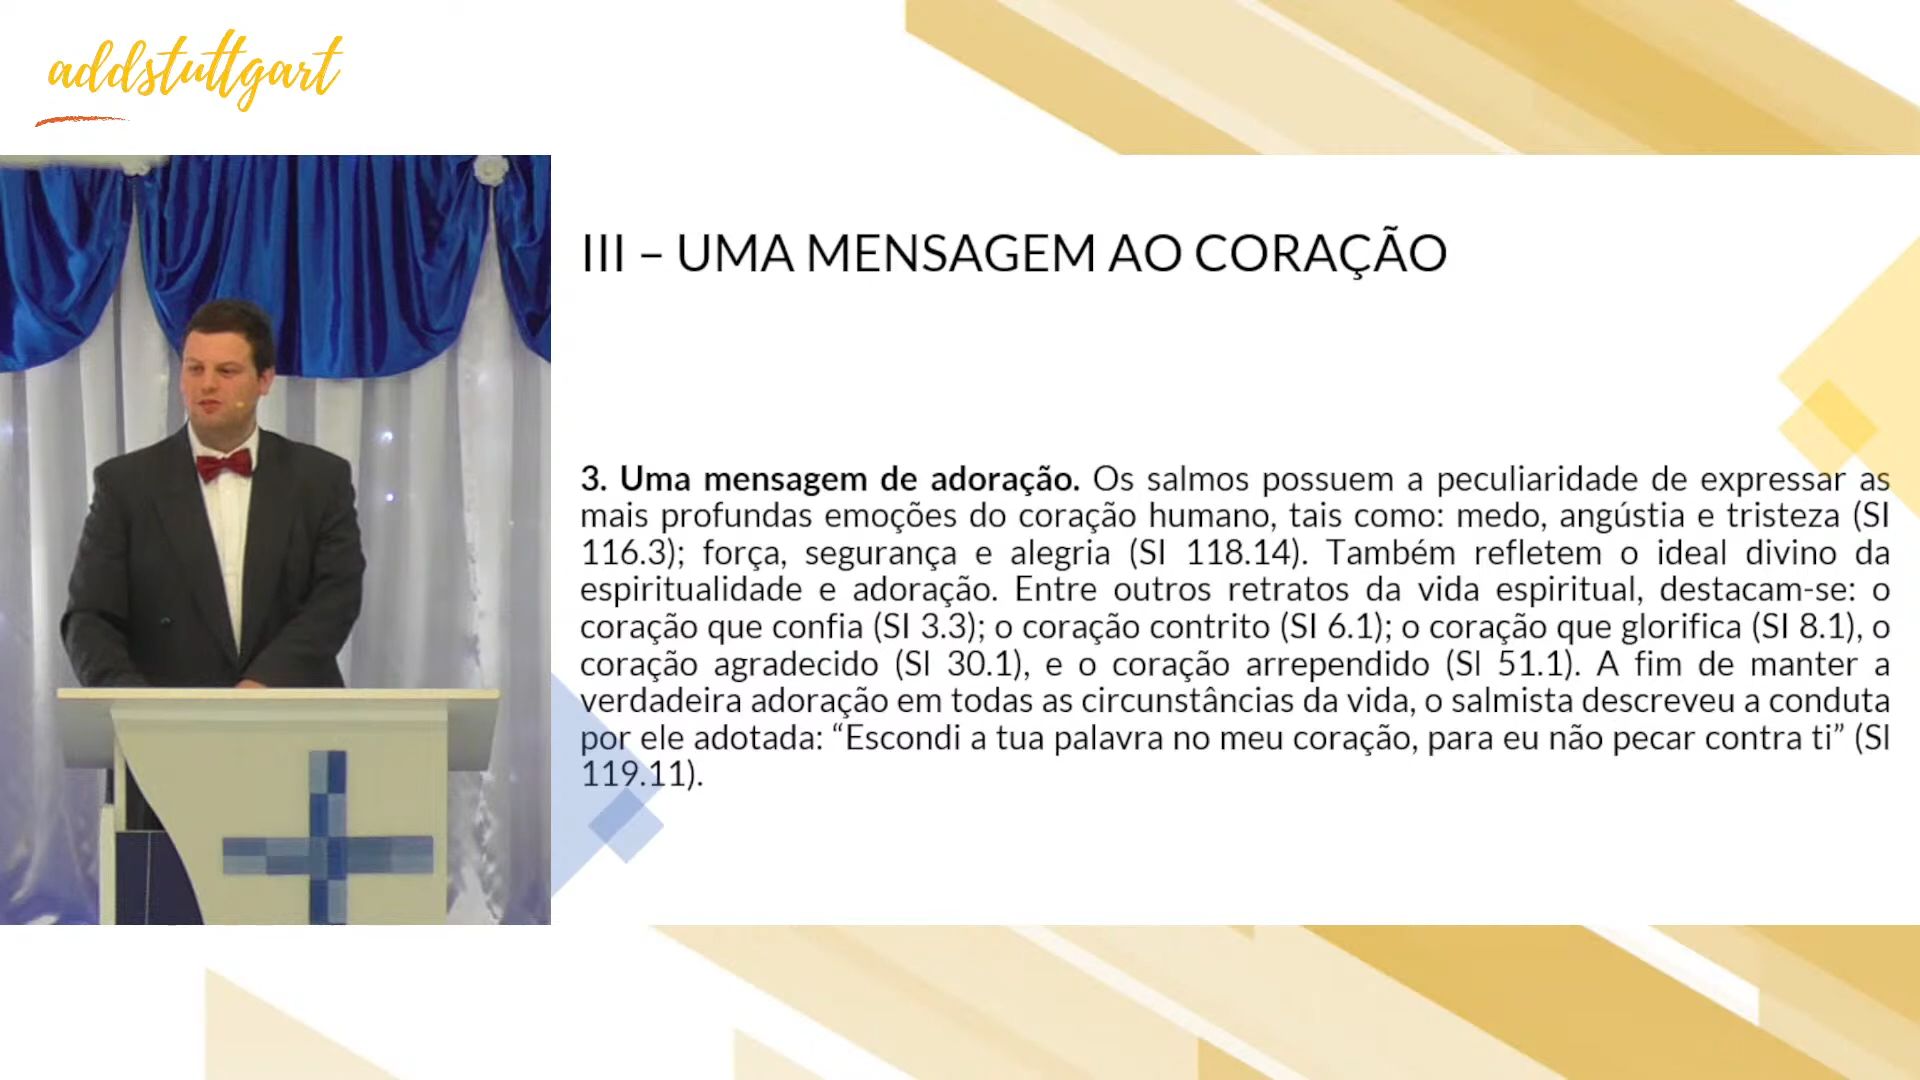 addstuttgart
III – UMA MENSAGEM AO CORAÇÃO
3. Uma mensagem de adoração. Os salmos possuem a peculiaridade de expressar as
mais profundas emoções do coração humano, tais como: medo, angústia e tristeza (Sl
116.3); força, segurança e alegria (Sl 118.14). Também refletem o ideal divino da
espiritualidade e adoração. Entre outros retratos da vida espiritual, destacam-se: o
coração que confia (Sl 3.3); o coração contrito (Sl 6.1); o coração que glorifica (Sl 8.1), o
coração agradecido (Sl 30.1), e o coração arrependido (Sl 51.1). A fim de manter a
verdadeira adoração em todas as circunstâncias da vida, o salmista descreveu a conduta
por ele adotada: “Escondi a tua palavra no meu coração, para eu não pecar contra ti” (Sl
119.11).